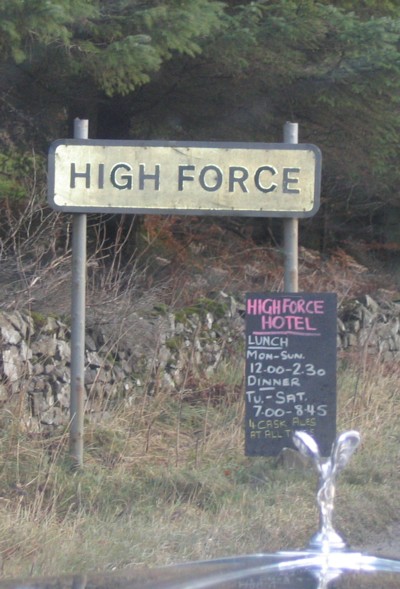 HIGH FORCE
HIGH FORCE
HOTEL
LUNCH
MON-SUN.
12.00-2.30
DINNER
TU.-SAT.
7.00-8.45
4 CASK ALES
AT ALL